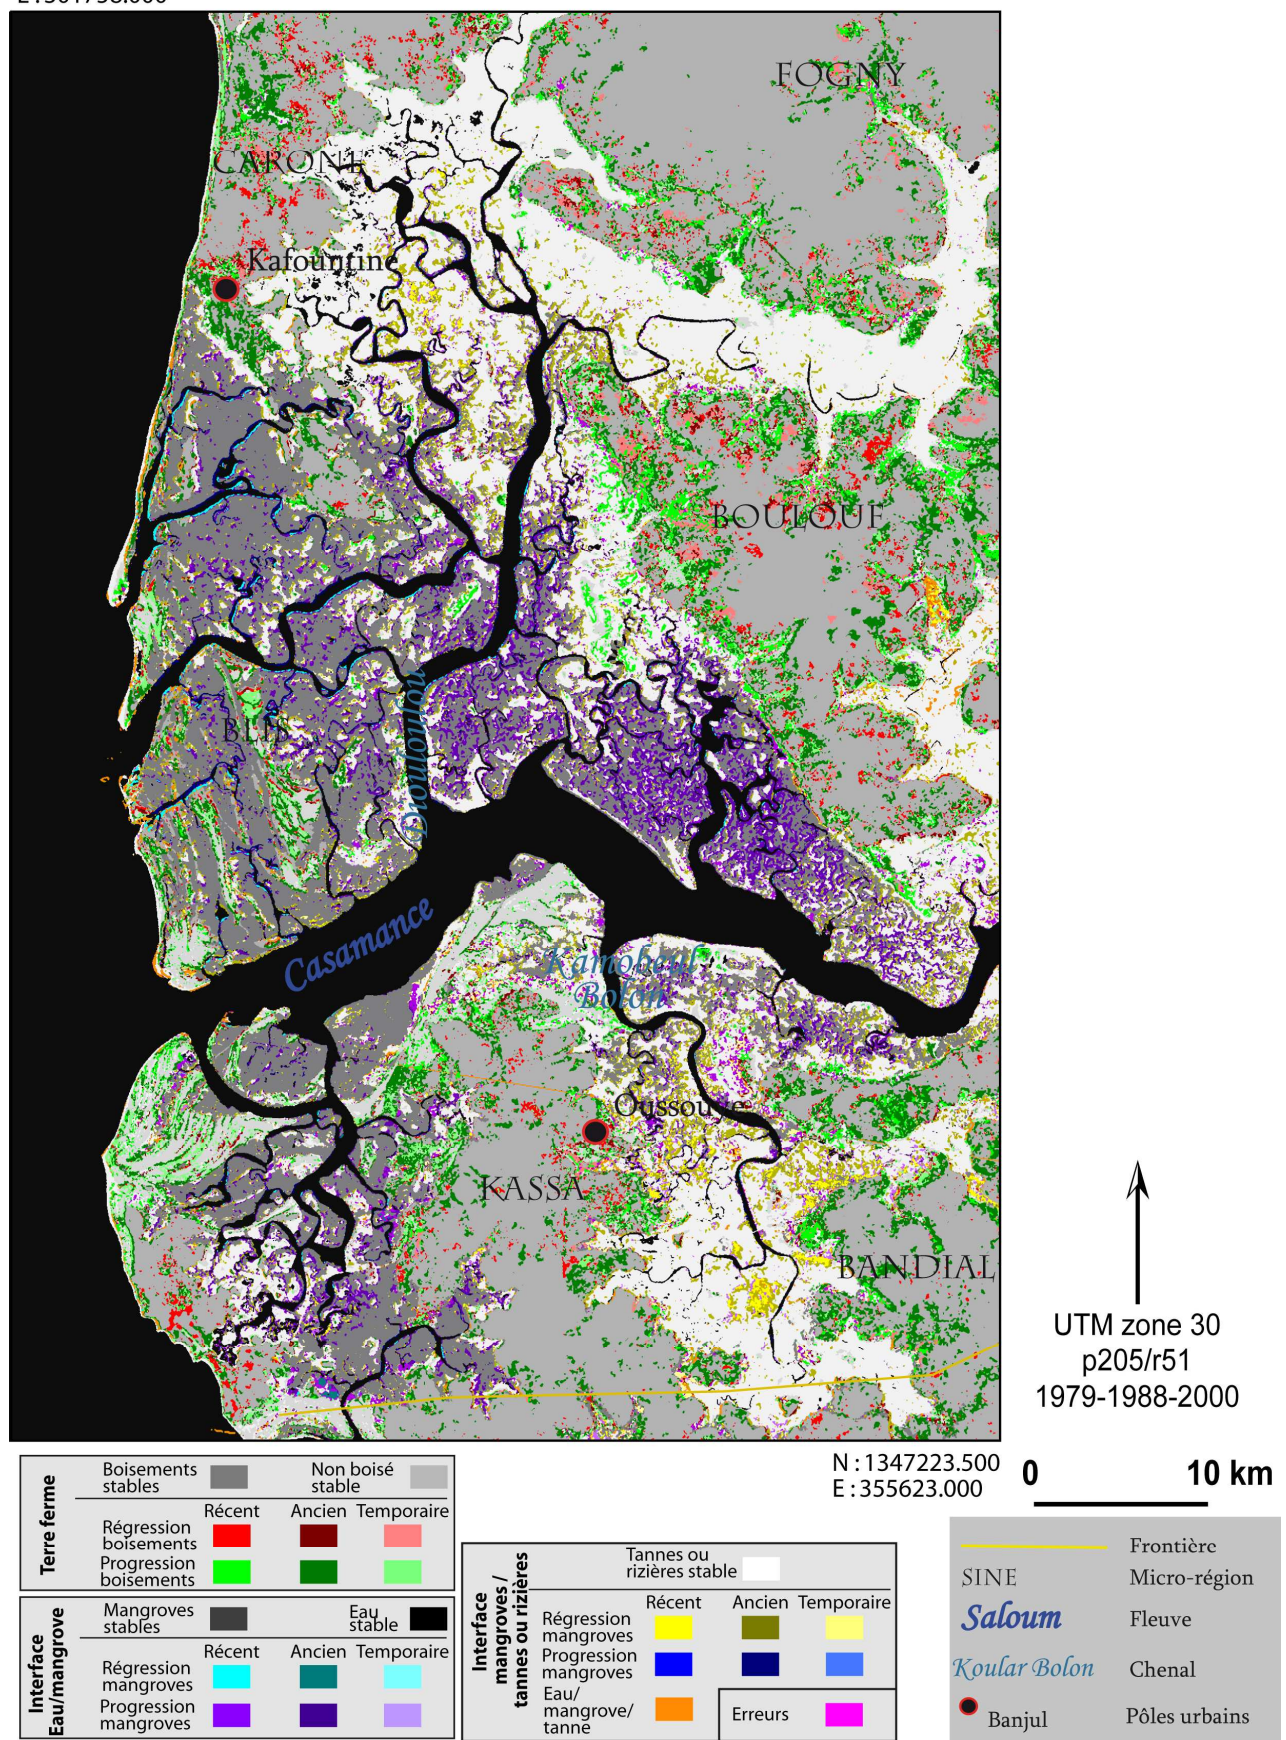 FOGNY
CARONE
Kafountine
BOULOUF
BLIS
Diouloulou
Casamance
Kamobeul
Bolon
Oussouye
KASSA
BANDIAL
UTM zone 30
p205/r51
1979-1988-2000
N : 1347223.500
E : 355623.000
0 10 km
Terre ferme
Boisements stables
Non boisé stable
Récent Ancien Temporaire
Régression boisements
Progression boisements
Interface Eau/mangrove
Mangroves stables
Eau stable
Récent Ancien Temporaire
Régression mangroves
Progression mangroves
Interface mangroves / tannes ou rizières
Tannes ou rizières stable
Récent Ancien Temporaire
Régression mangroves
Progression mangroves
Eau/ mangrove/ tanne
Erreurs
Frontière
SINE Micro-région
Saloum Fleuve
Koular Bolon Chenal
Banjul Pôles urbains